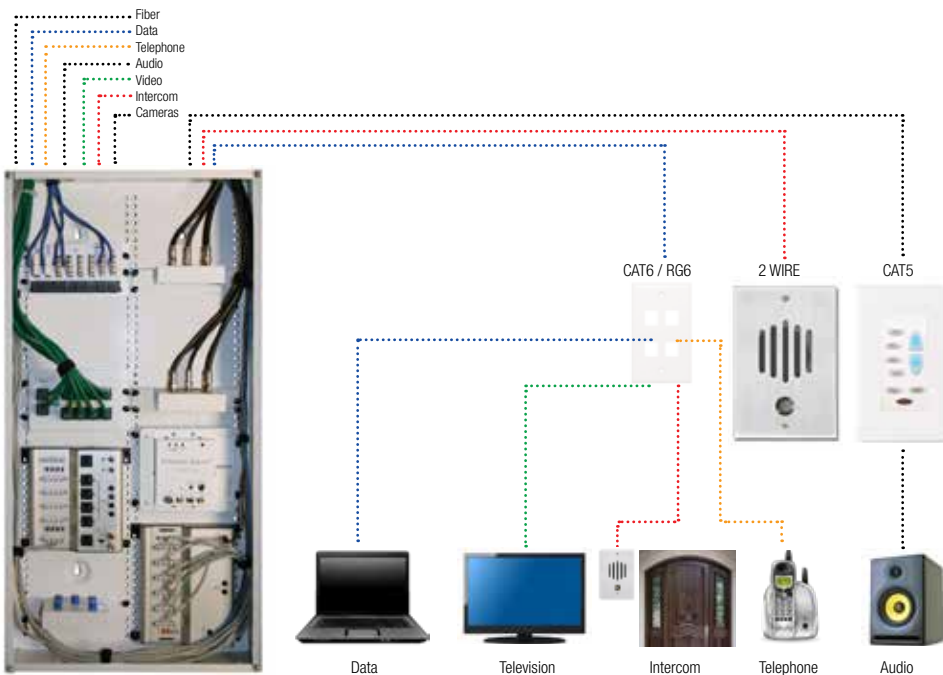 Fiber
Data
Telephone
Audio
Video
Intercom
Cameras
CAT6 / RG6
2 WIRE
CAT5
Data
Television
Intercom
Telephone
Audio